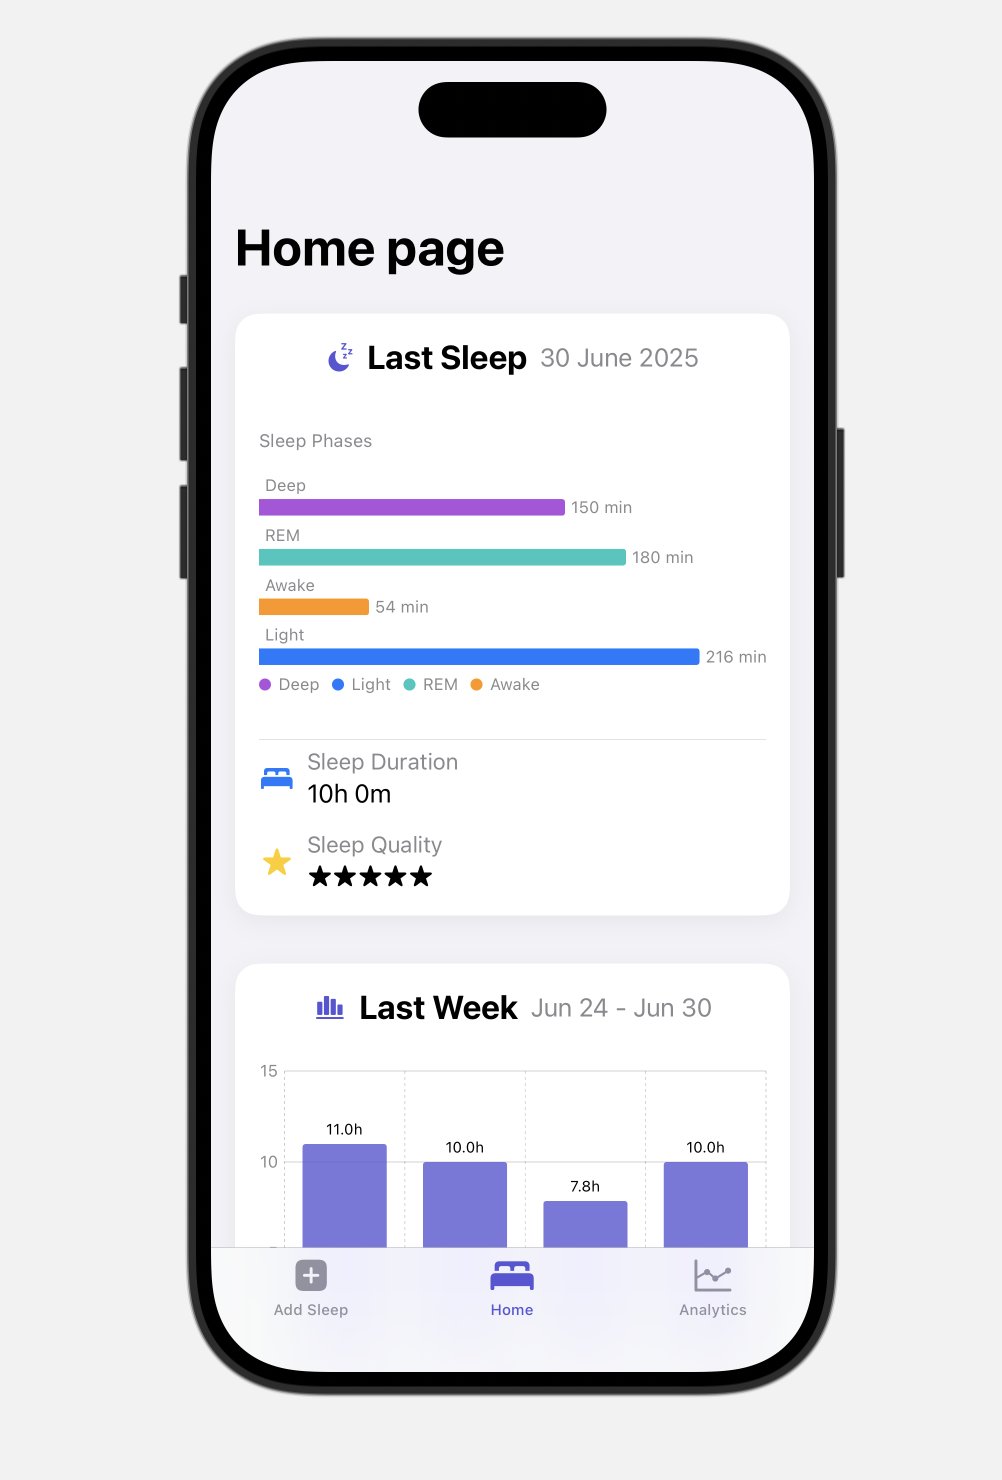 Home page
Last Sleep 30 June 2025
Sleep Phases
Deep
150 min
REM
180 min
Awake
54 min
Light
216 min
Deep Light REM Awake
Sleep Duration
10h 0m
Sleep Quality
Last Week Jun 24 - Jun 30
15
11.0h
10.0h
10.0h
10
7.8h
Add Sleep Home Analytics